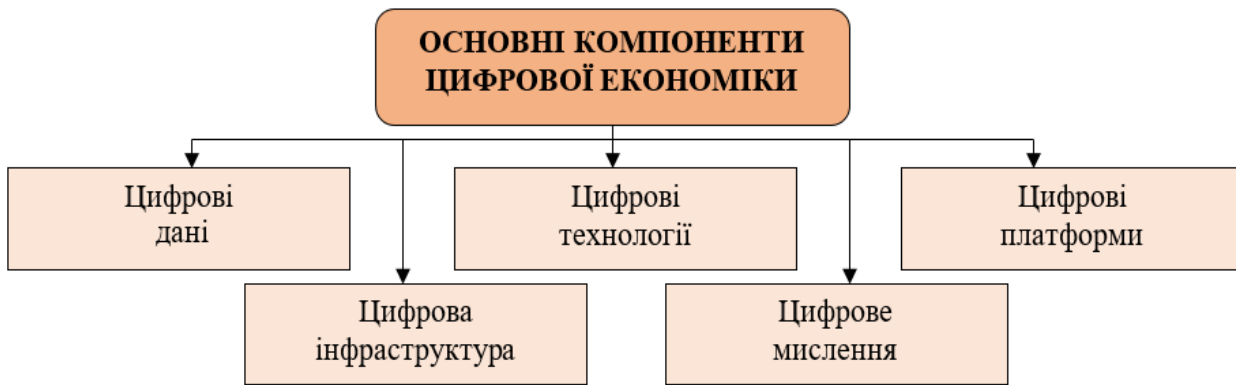 ОСНОВНІ КОМПОНЕНТИ
ЦИФРОВОЇ ЕКОНОМІКИ
Цифрові
дані
Цифрові
технології
Цифрові
платформи
Цифрова
інфраструктура
Цифрове
мислення